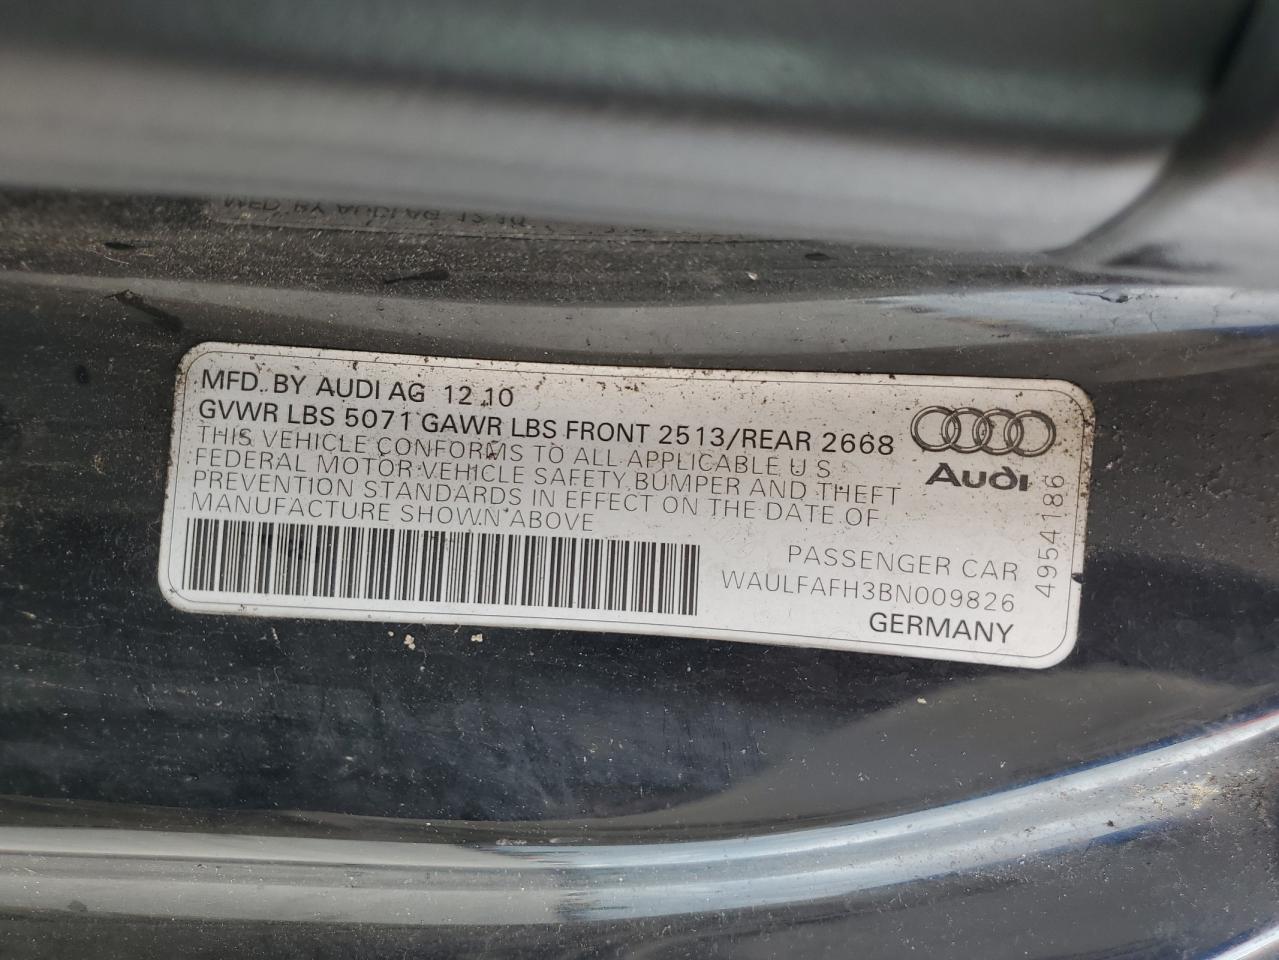 MFD. BY AUDI AG 12.10
GVWR LBS 5071 GAWR LBS FRONT 2513/REAR 2668
THIS VEHICLE CONFORMS TO ALL APPLICABLE U.S.
FEDERAL MOTOR VEHICLE SAFETY, BUMPER AND THEFT
PREVENTION STANDARDS IN EFFECT ON THE DATE OF
MANUFACTURE SHOWN ABOVE
Audi
4954186
PASSENGER CAR
WAULFAFH3BN009826
GERMANY